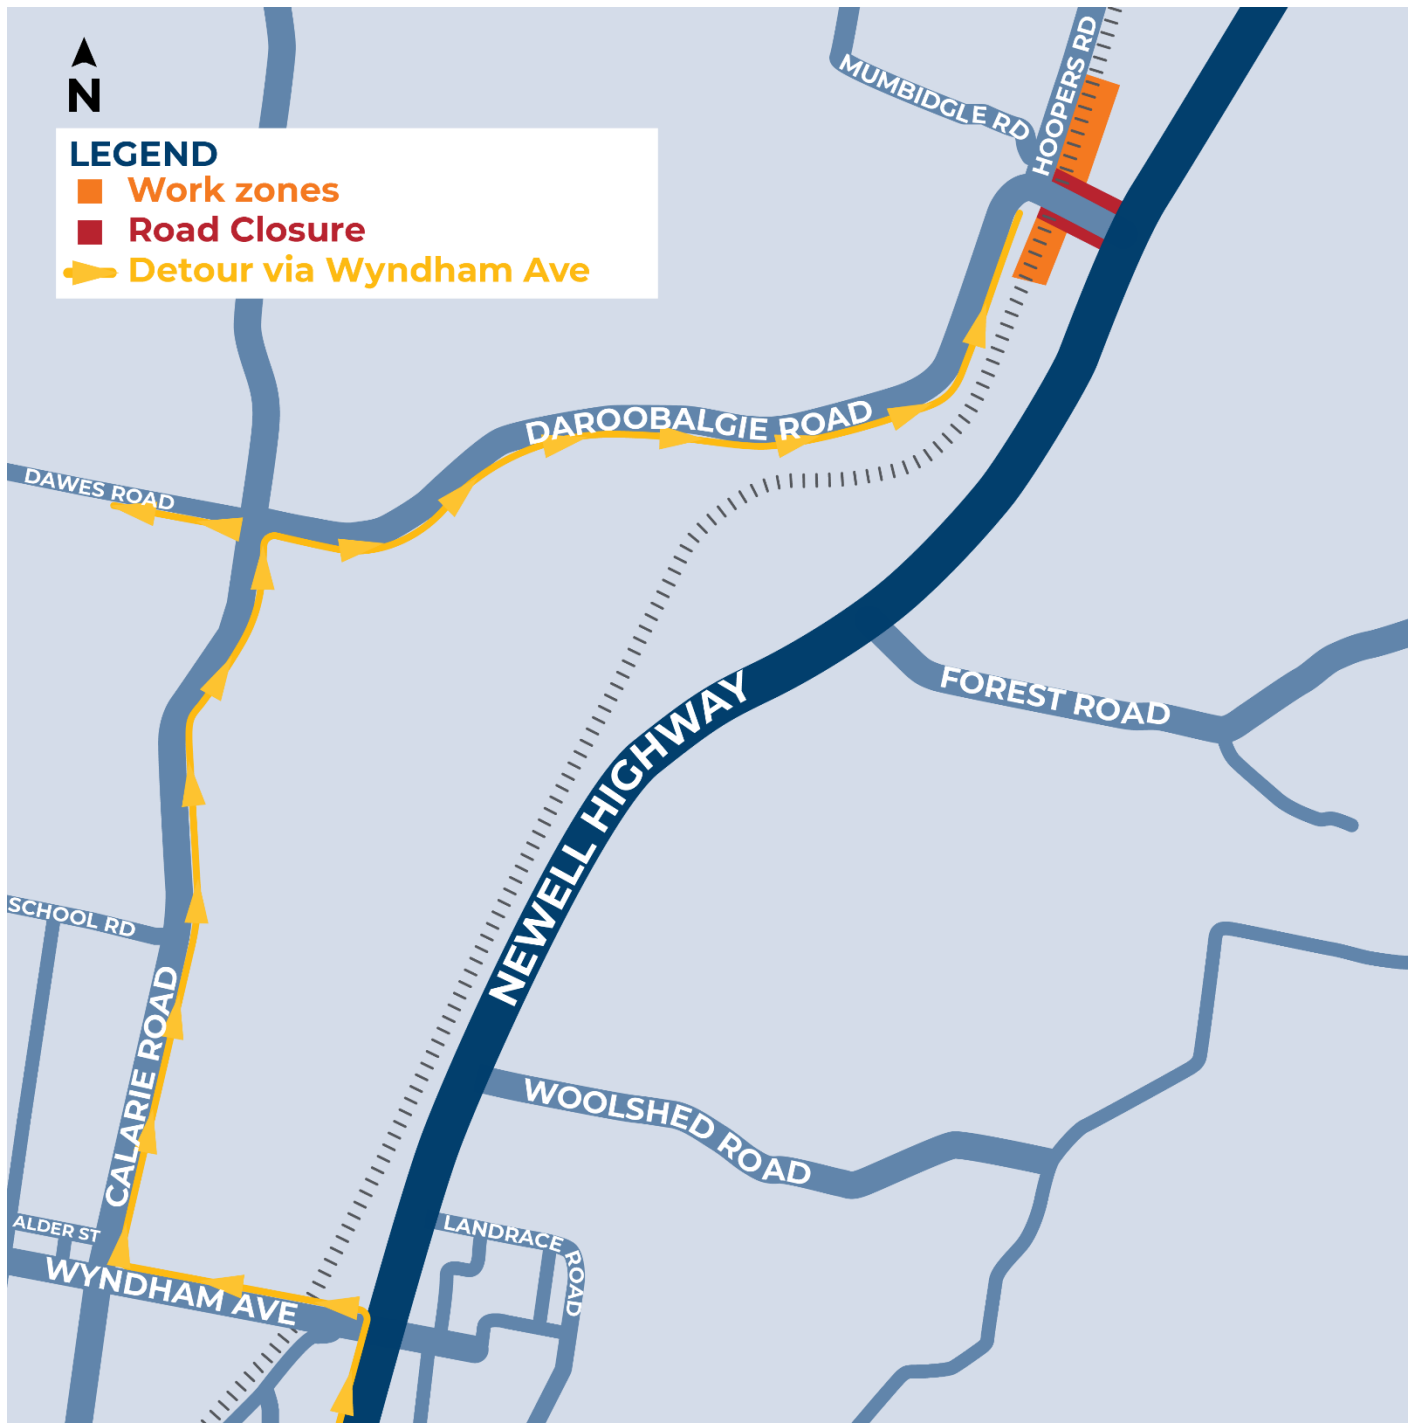 N
LEGEND
Work zones
Road Closure
Detour via Wyndham Ave
MUMBIDGLE RD
HOOPERS RD
DAROOBALGIE ROAD
DAWES ROAD
FOREST ROAD
NEWELL HIGHWAY
SCHOOL RD
CALARIE ROAD
WOOLSHED ROAD
ALDER ST
LANDRACE ROAD
WYNDHAM AVE